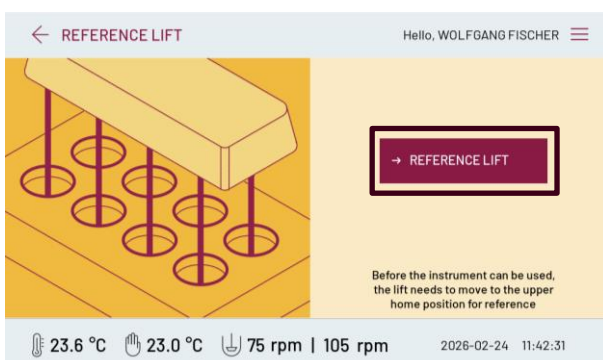 ← REFERENCE LIFT
Hello, WOLFGANG FISCHER
→ REFERENCE LIFT
Before the instrument can be used,
the lift needs to move to the upper
home position for reference
23.6 °C 23.0 °C 75 rpm | 105 rpm 2026-02-24 11:42:31